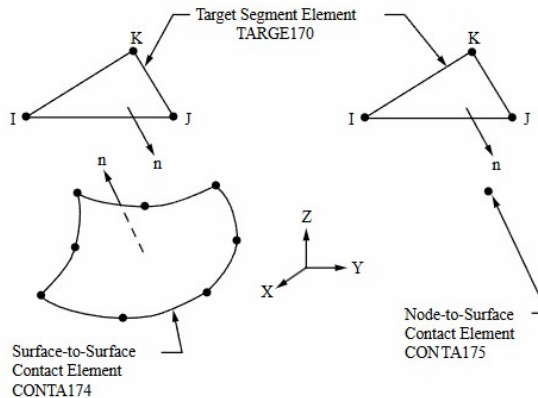 Target Segment Element
TARGE170
K
K
I
J
I
J
n
n
n
Z
Y
X
Surface-to-Surface
Contact Element
CONTA174
Node-to-Surface
Contact Element
CONTA175